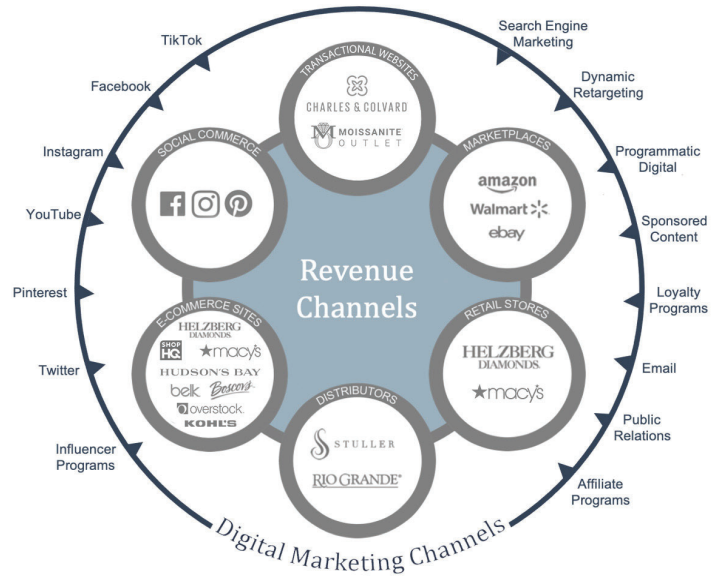 TikTok
Facebook
Instagram
YouTube
Pinterest
Twitter
Influencer
Programs
Search Engine
Marketing
Dynamic
Retargeting
Programmatic
Digital
Sponsored
Content
Loyalty
Programs
Email
Public
Relations
Affiliate
Programs
TRANSACTIONAL WEBSITES
CHARLES & COLVARD
MOISSANITE
OUTLET
SOCIAL COMMERCE
MARKETPLACES
amazon
Walmart
ebay
Revenue
Channels
E-COMMERCE SITES
HELZBERG
DIAMONDS.
SHOP
HQ
macy's
HUDSON'S BAY
belk
Boscov's
overstock.
KOHL'S
RETAIL STORES
HELZBERG
DIAMONDS.
macy's
DISTRIBUTORS
STULLER
RIO GRANDE®
Digital Marketing Channels